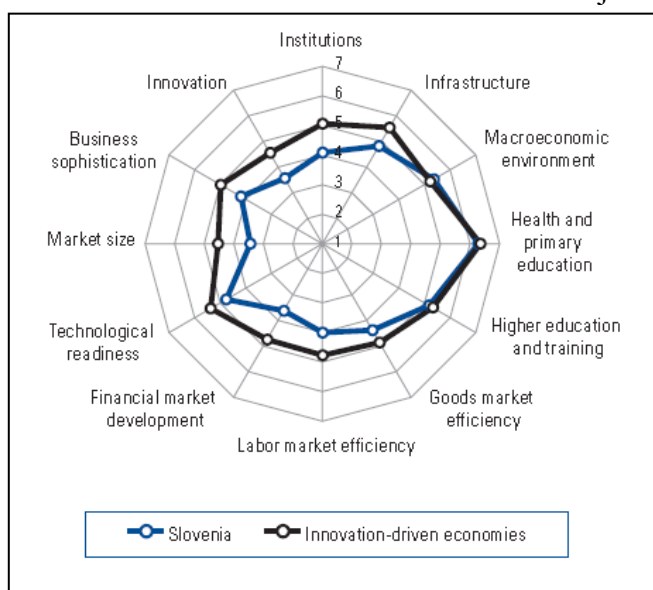 Institutions
7
6
5
4
3
2
1
Infrastructure
Macroeconomic
environment
Health and
primary
education
Higher education
and training
Goods market
efficiency
Labor market efficiency
Financial market
development
Technological
readiness
Market size
Business
sophistication
Innovation
Slovenia
Innovation-driven economies